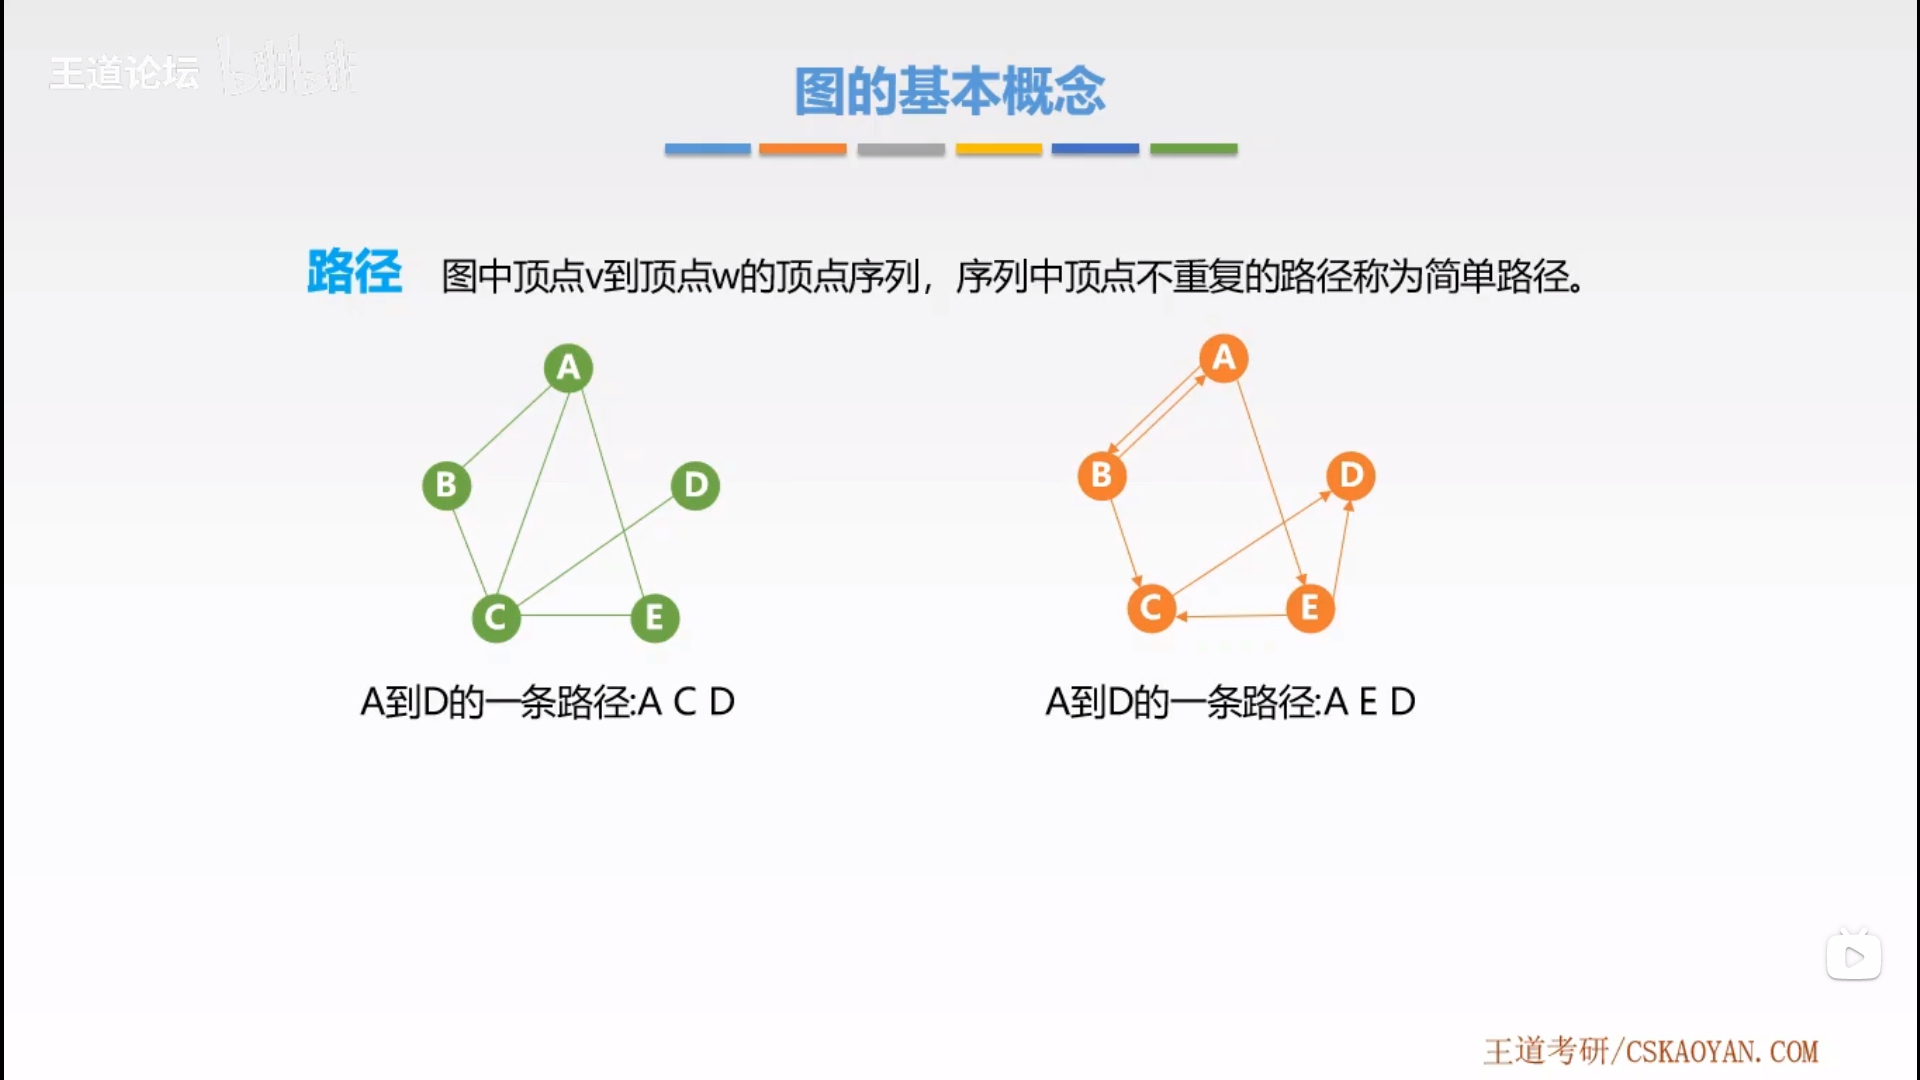 王道论坛 bilibili
图的基本概念
路径 图中顶点v到顶点w的顶点序列，序列中顶点不重复的路径称为简单路径。
A A
B D B D
C E C E
A到D的一条路径:A C D A到D的一条路径:A E D
王道考研/CSKAOYAN.COM